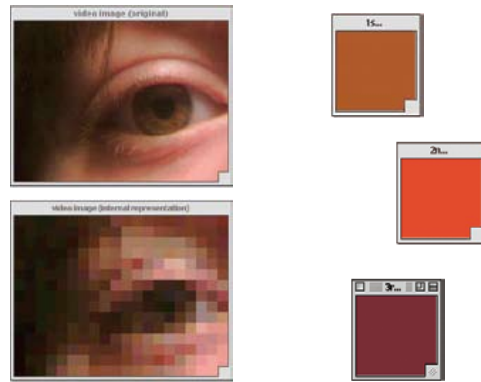 video image (original)
1s...
2n...
video image (internal representation)
3r...